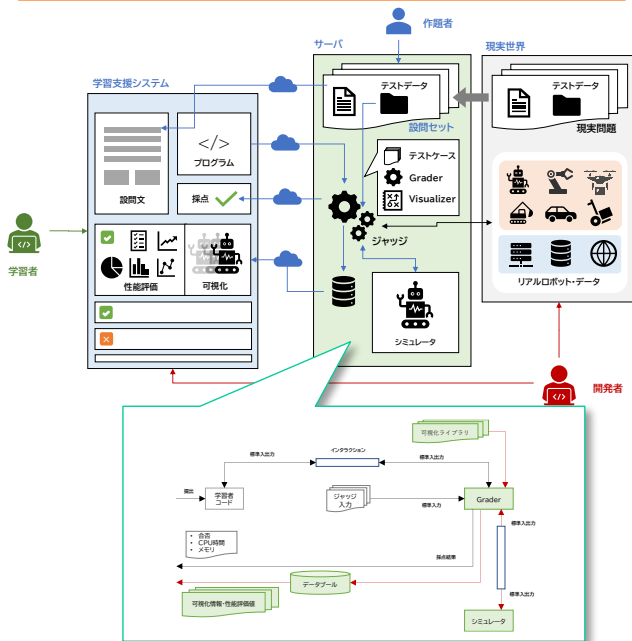 作題者
サーバ
現実世界
学習支援システム
テストデータ
テストデータ
設問セット
現実問題
</>
プログラム
設問文
採点
テストケース
Grader
Visualizer
ジャッジ
学習者
性能評価
可視化
シミュレータ
リアルロボット・データ
開発者
可視化ライブラリ
インタラクション
標準入出力
標準入出力
提出
学習者
コード
ジャッジ
入力
標準入力
Grader
標準入出力
• 合否
• CPU時間
• メモリ
採点結果
データプール
可視化情報・性能評価値
標準入出力
シミュレータ